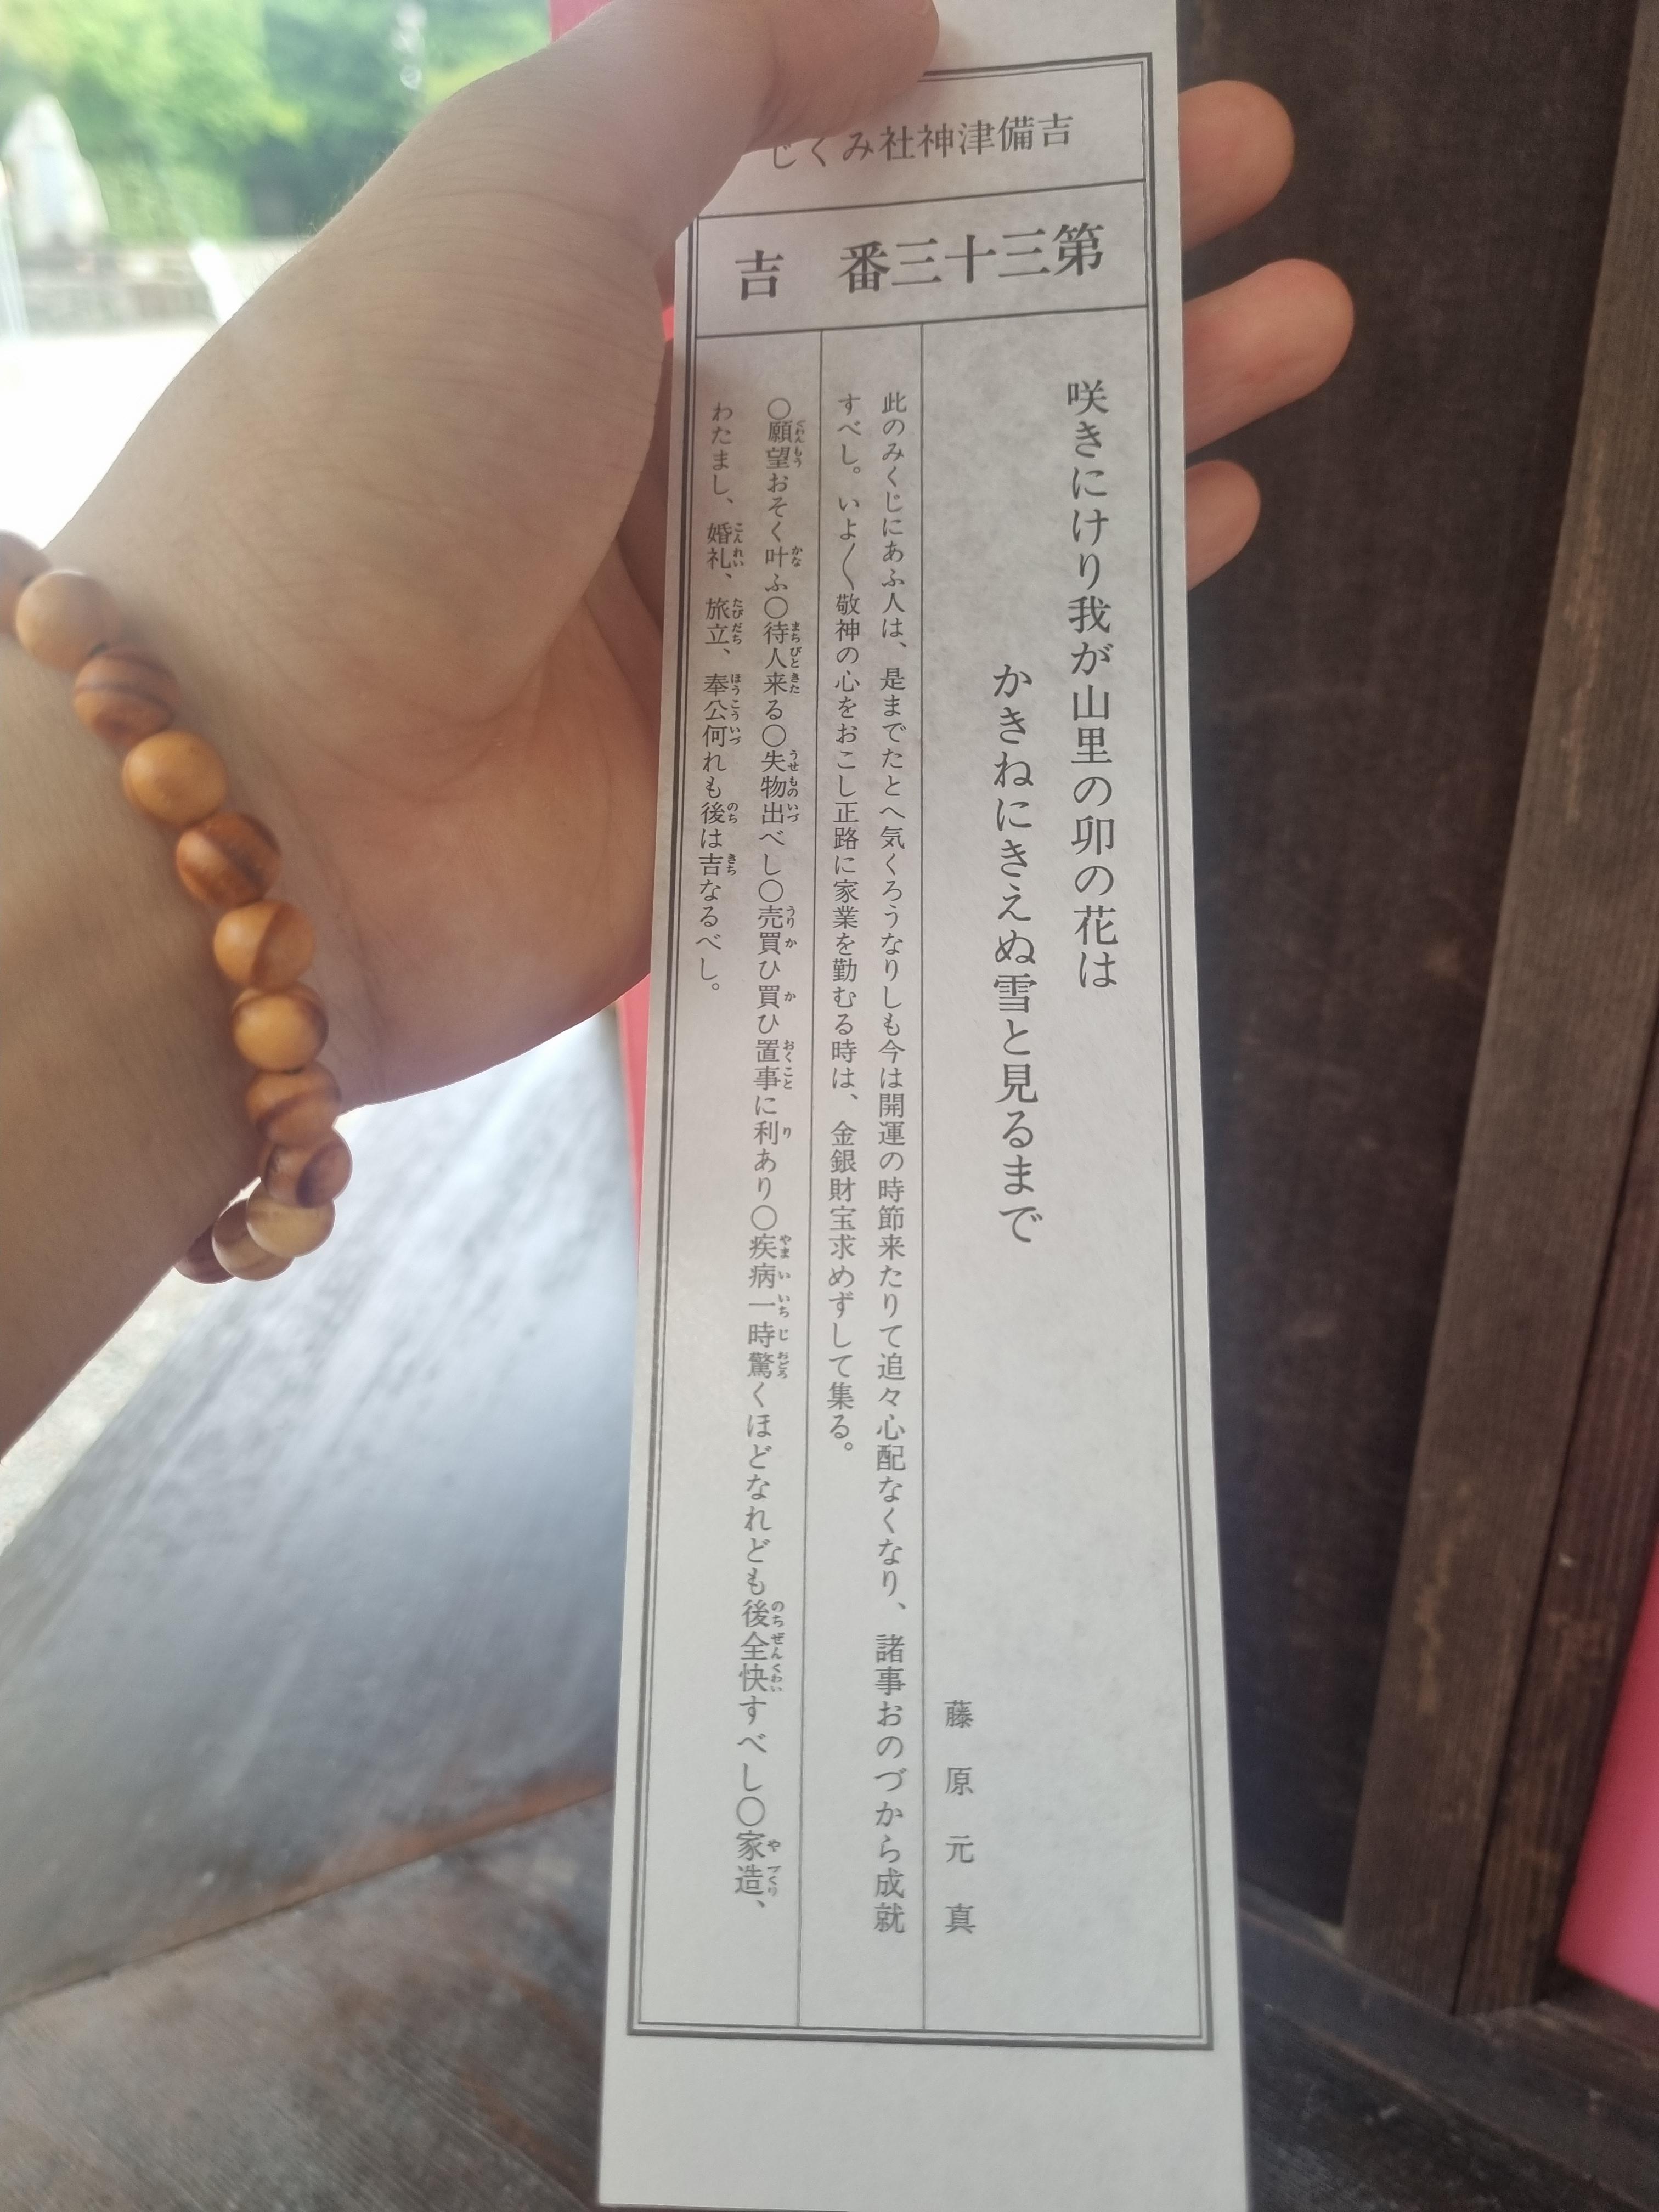 吉備津神社みくじ
第三十三番　吉
咲きにけり我が山里の卯の花は
かきねにきえぬ雪と見るまで
藤原元真
此のみくじにあふ人は、是までたとへ気くろうなりしも今は開運の時節来たりて追々心配なくなり、諸事おのづから成就
すべし。いよ〱敬神の心をおこし正路に家業を勤むる時は、金銀財宝求めずして集る。
〇願望おそく叶ふ〇待人来る〇失物出べし〇売買ひ買ひ置事に利あり〇疾病一時驚くほどなれども後全快すべし〇家造、
わたまし、婚礼、旅立、奉公何れも後は吉なるべし。